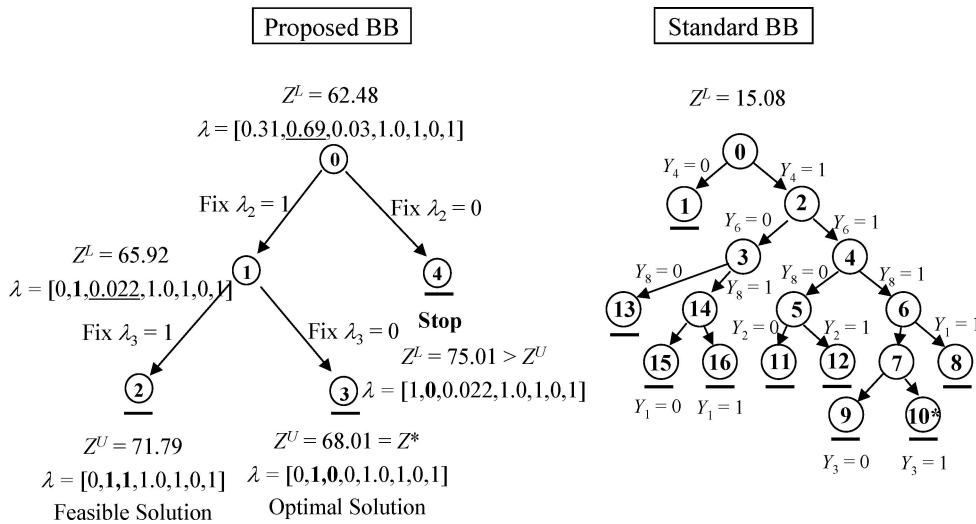 Proposed BB
Z^L = 62.48
λ = [0.31,0.69,0.03,1.0,1,0,1]
0
Fix λ₂ = 1
Fix λ₂ = 0
Z^L = 65.92
1
λ = [0,1,0.022,1.0,1,0,1]
4
Stop
Fix λ₃ = 1
Fix λ₃ = 0
Z^L = 75.01 > Z^U
λ = [1,0,0.022,1.0,1,0,1]
2
3
Z^U = 71.79
λ = [0,1,1,1.0,1,0,1]
Feasible Solution
Z^U = 68.01 = Z*
λ = [0,1,0,0,1.0,1,0,1]
Optimal Solution
Standard BB
Z^L = 15.08
0
Y₄ = 0
Y₄ = 1
1
2
Y₆ = 0
Y₆ = 1
3
4
Y₈ = 0
Y₈ = 1
Y₈ = 0
Y₈ = 1
13
14
5
6
Y₂ = 0
Y₂ = 1
Y₁ = 1
15
16
11
12
7
8
Y₁ = 0
Y₁ = 1
9
10*
Y₃ = 0
Y₃ = 1